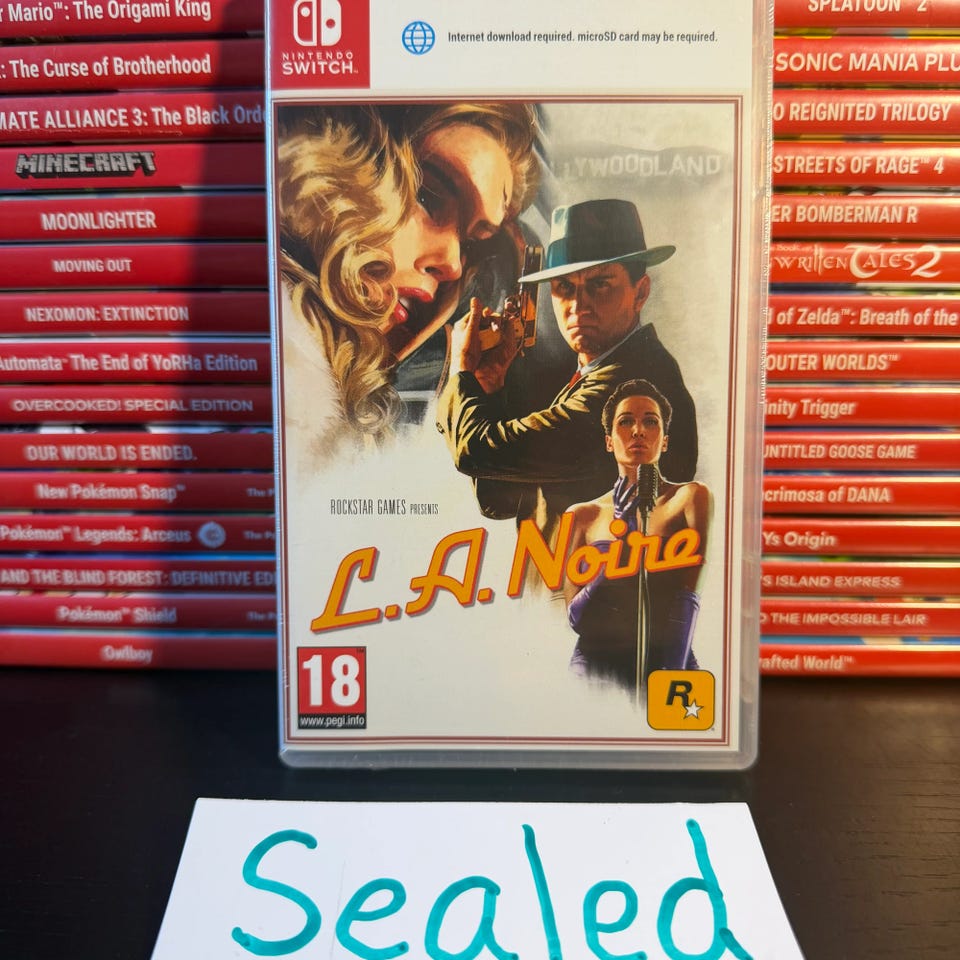 r Mario™: The Origami King
: The Curse of Brotherhood
MATE ALLIANCE 3: The Black Orde
MINECRAFT
MOONLIGHTER
MOVING OUT
NEXOMON: EXTINCTION
Automata™ The End of YoRHa Edition
OVERCOOKED! SPECIAL EDITION
OUR WORLD IS ENDED.
New Pokémon Snap™
Pokémon™ Legends: Arceus
AND THE BLIND FOREST: DEFINITIVE EDI
Pokémon™ Shield
Owlboy
NINTENDO
SWITCH™
Internet download required. microSD card may be required.
LYWOODLAND
ROCKSTAR GAMES PRESENTS
L.A. Noire
18
www.pegi.info
R
SPLATOON™ 2
SONIC MANIA PLU
O REIGNITED TRILOGY
STREETS OF RAGE™ 4
ER BOMBERMAN R
WRITTEN TALES 2
of Zelda™: Breath of the
OUTER WORLDS™
inity Trigger
UNTITLED GOOSE GAME
crimosa of DANA
Ys Origin
'S ISLAND EXPRESS
D THE IMPOSSIBLE LAIR
rafted World™
Sealed